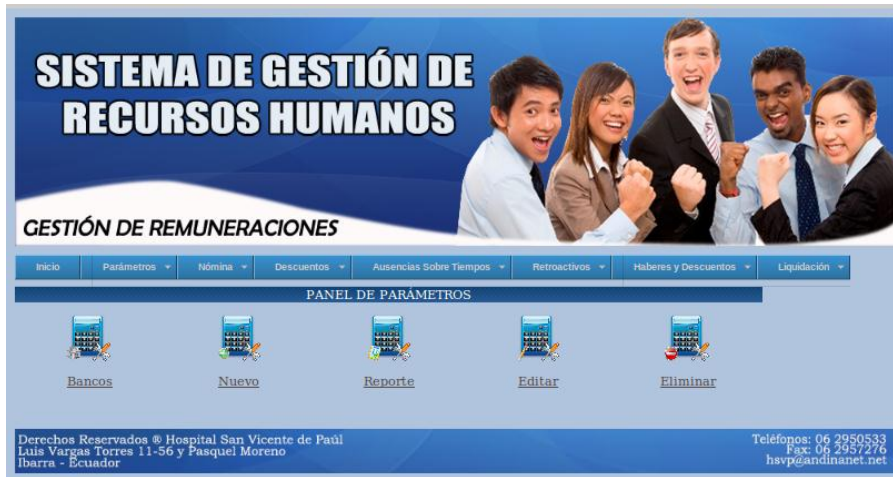 SISTEMA DE GESTIÓN DE
RECURSOS HUMANOS
GESTIÓN DE REMUNERACIONES
Inicio Parámetros Nómina Descuentos Ausencias Sobre Tiempos Retroactivos Haberes y Descuentos Liquidación
PANEL DE PARÁMETROS
Bancos Nuevo Reporte Editar Eliminar
Derechos Reservados ® Hospital San Vicente de Paúl
Luis Vargas Torres 11-56 y Pasquel Moreno
Ibarra - Ecuador
Teléfonos: 06 2950533
Fax: 06 2957276
hsvp@andinanet.net